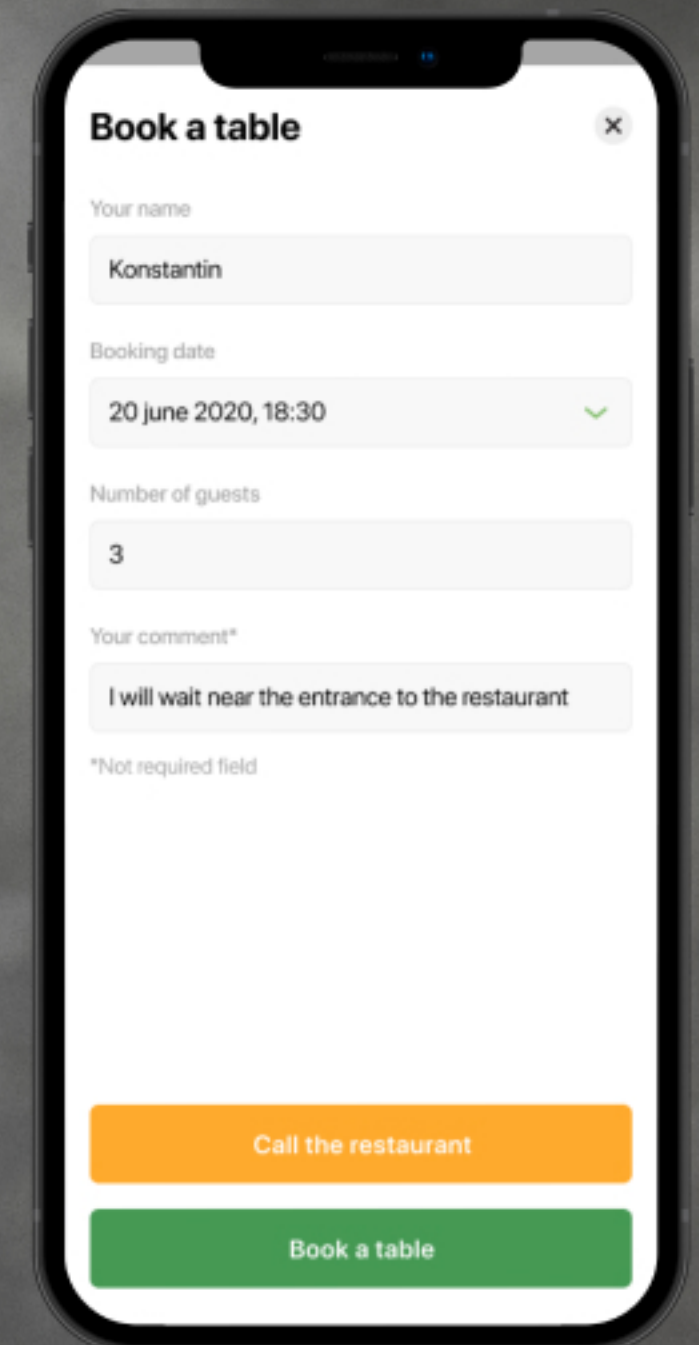 Book a table
Your name
Konstantin
Booking date
20 june 2020, 18:30
Number of guests
3
Your comment*
I will wait near the entrance to the restaurant
*Not required field
Call the restaurant
Book a table